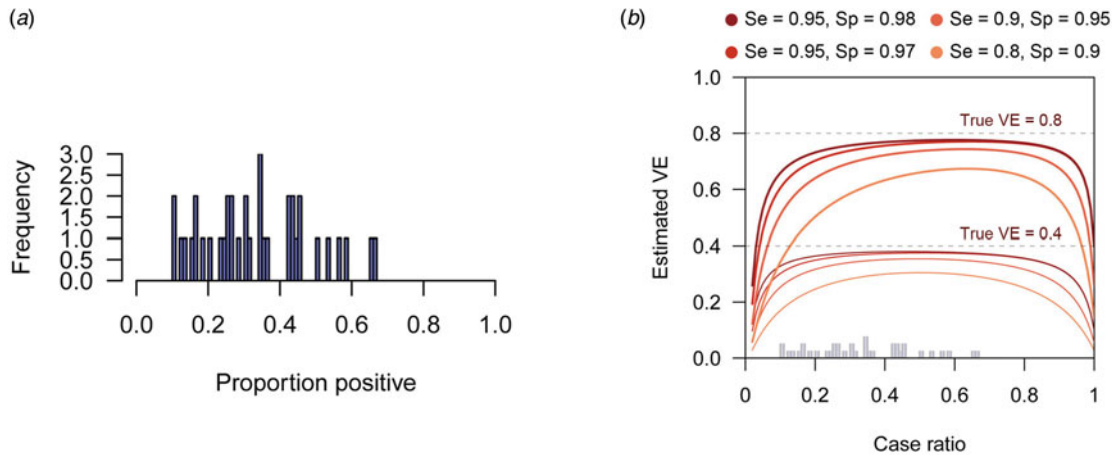 (a)
3.0
2.5
2.0
1.5
1.0
0.5
0.0
Frequency
0.0 0.2 0.4 0.6 0.8 1.0
Proportion positive
(b)
Se = 0.95, Sp = 0.98 Se = 0.9, Sp = 0.95
Se = 0.95, Sp = 0.97 Se = 0.8, Sp = 0.9
1.0
0.8
0.6
0.4
0.2
0.0
Estimated VE
True VE = 0.8
True VE = 0.4
0 0.2 0.4 0.6 0.8 1
Case ratio